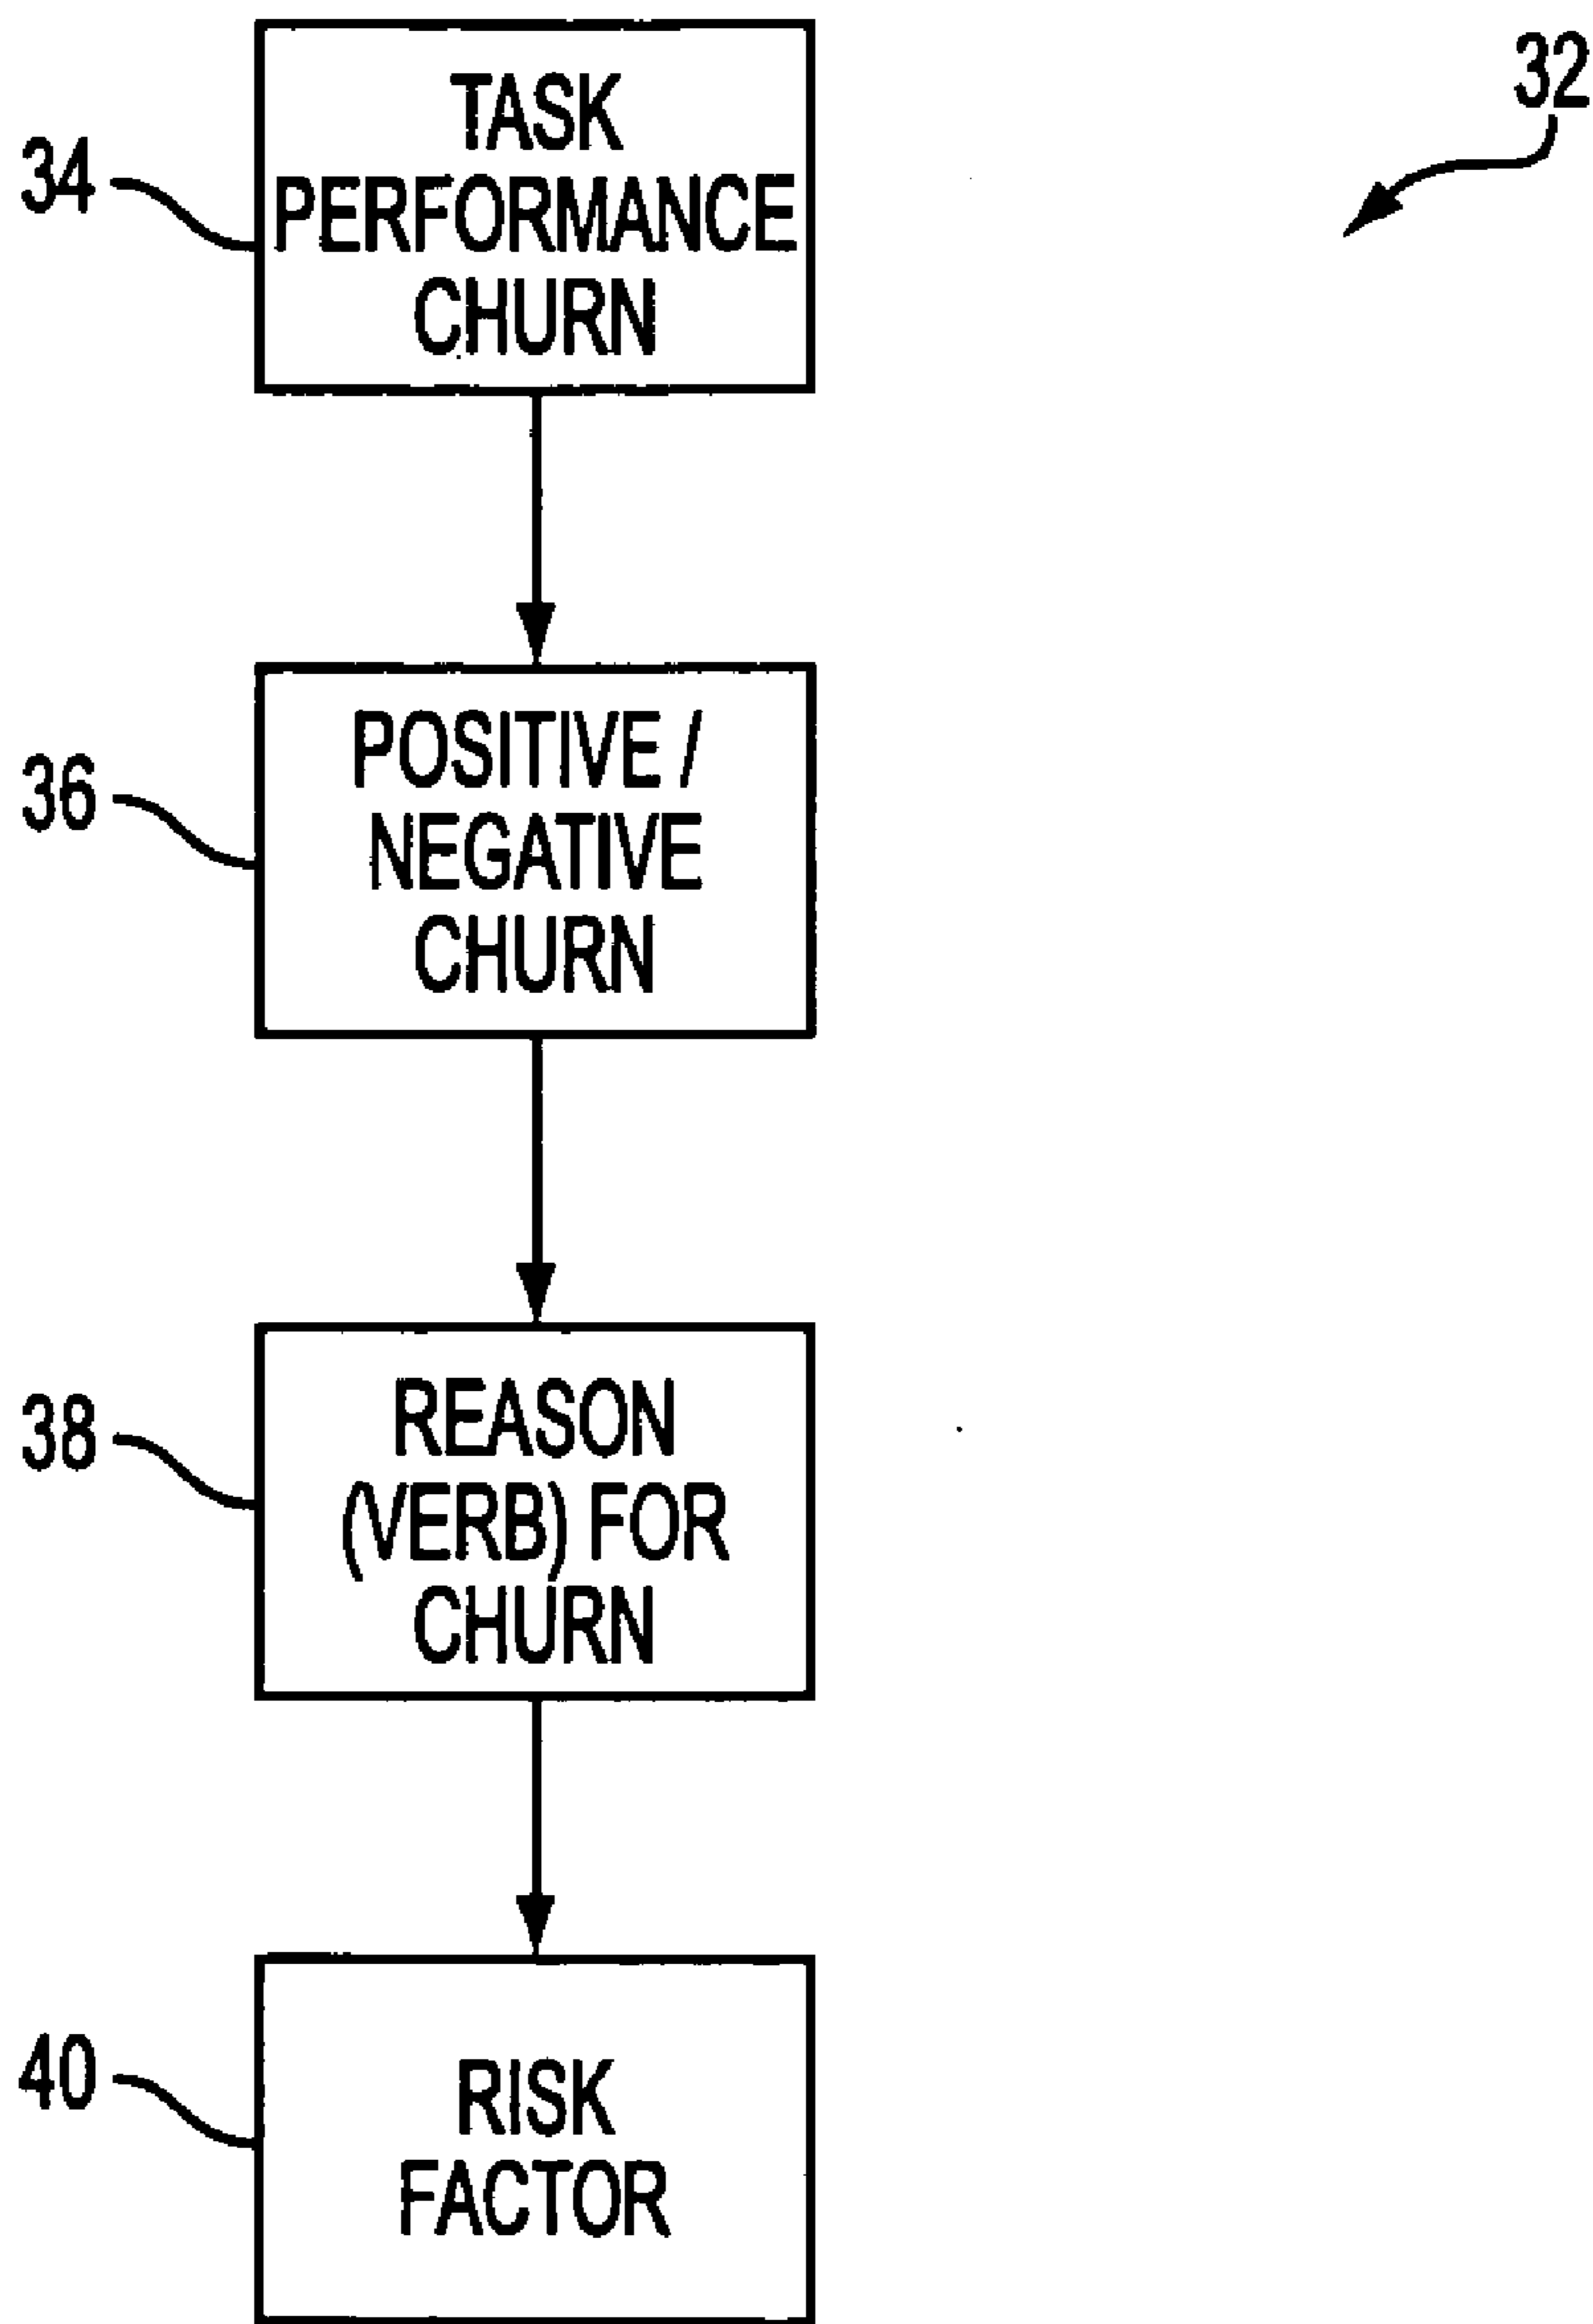 32
34
TASK
PERFORMANCE
CHURN
36
POSITIVE /
NEGATIVE
CHURN
38
REASON
(VERB) FOR
CHURN
40
RISK
FACTOR